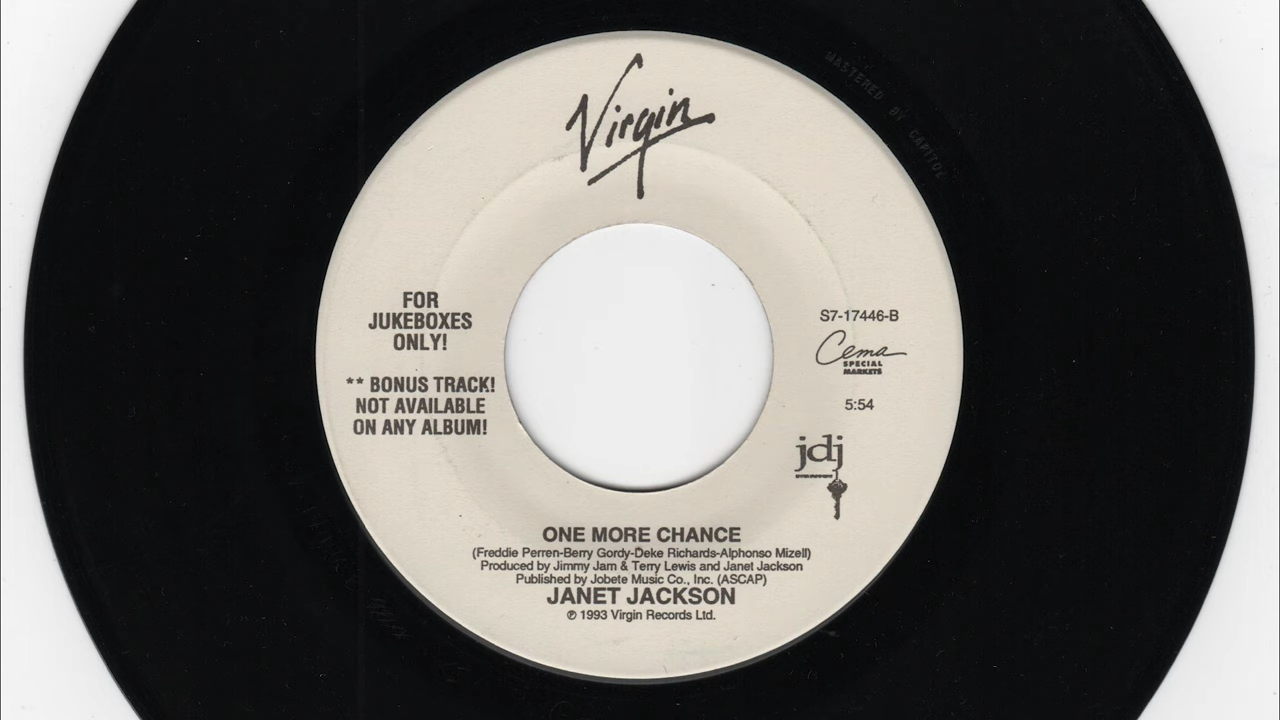 Virgin
MASTERED BY CAPITOL
FOR
JUKEBOXES
ONLY!
** BONUS TRACK!
NOT AVAILABLE
ON ANY ALBUM!
S7-17446-B
Cema
SPECIAL
MARKETS
5:54
jdj
ONE MORE CHANCE
(Freddie Perren-Berry Gordy-Deke Richards-Alphonso Mizell)
Produced by Jimmy Jam & Terry Lewis and Janet Jackson
Published by Jobete Music Co., Inc. (ASCAP)
JANET JACKSON
℗ 1993 Virgin Records Ltd.